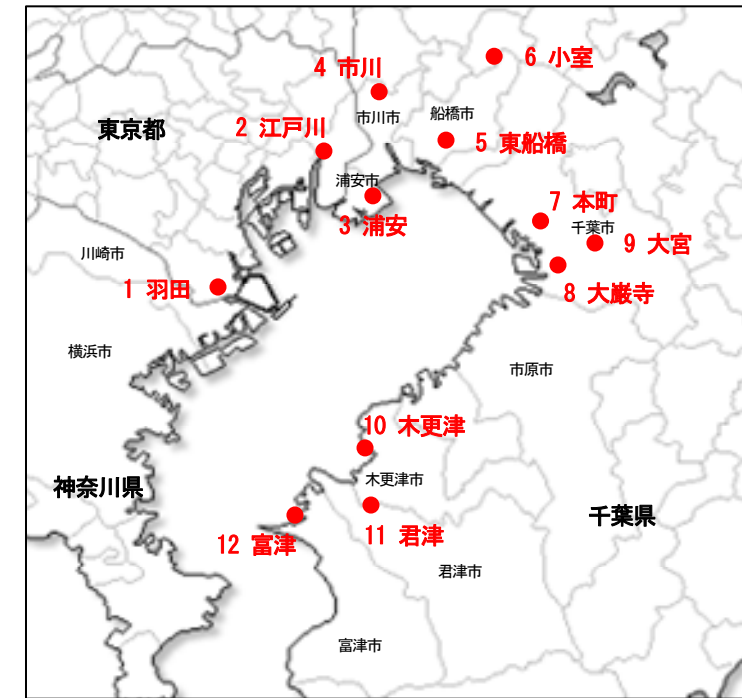 6 小室
4 市川
市川市
船橋市
東京都
2 江戸川
5 東船橋
浦安市
3 浦安
7 本町
千葉市
9 大宮
川崎市
1 羽田
8 大巌寺
横浜市
市原市
10 木更津
木更津市
神奈川県
千葉県
12 富津
11 君津
君津市
富津市